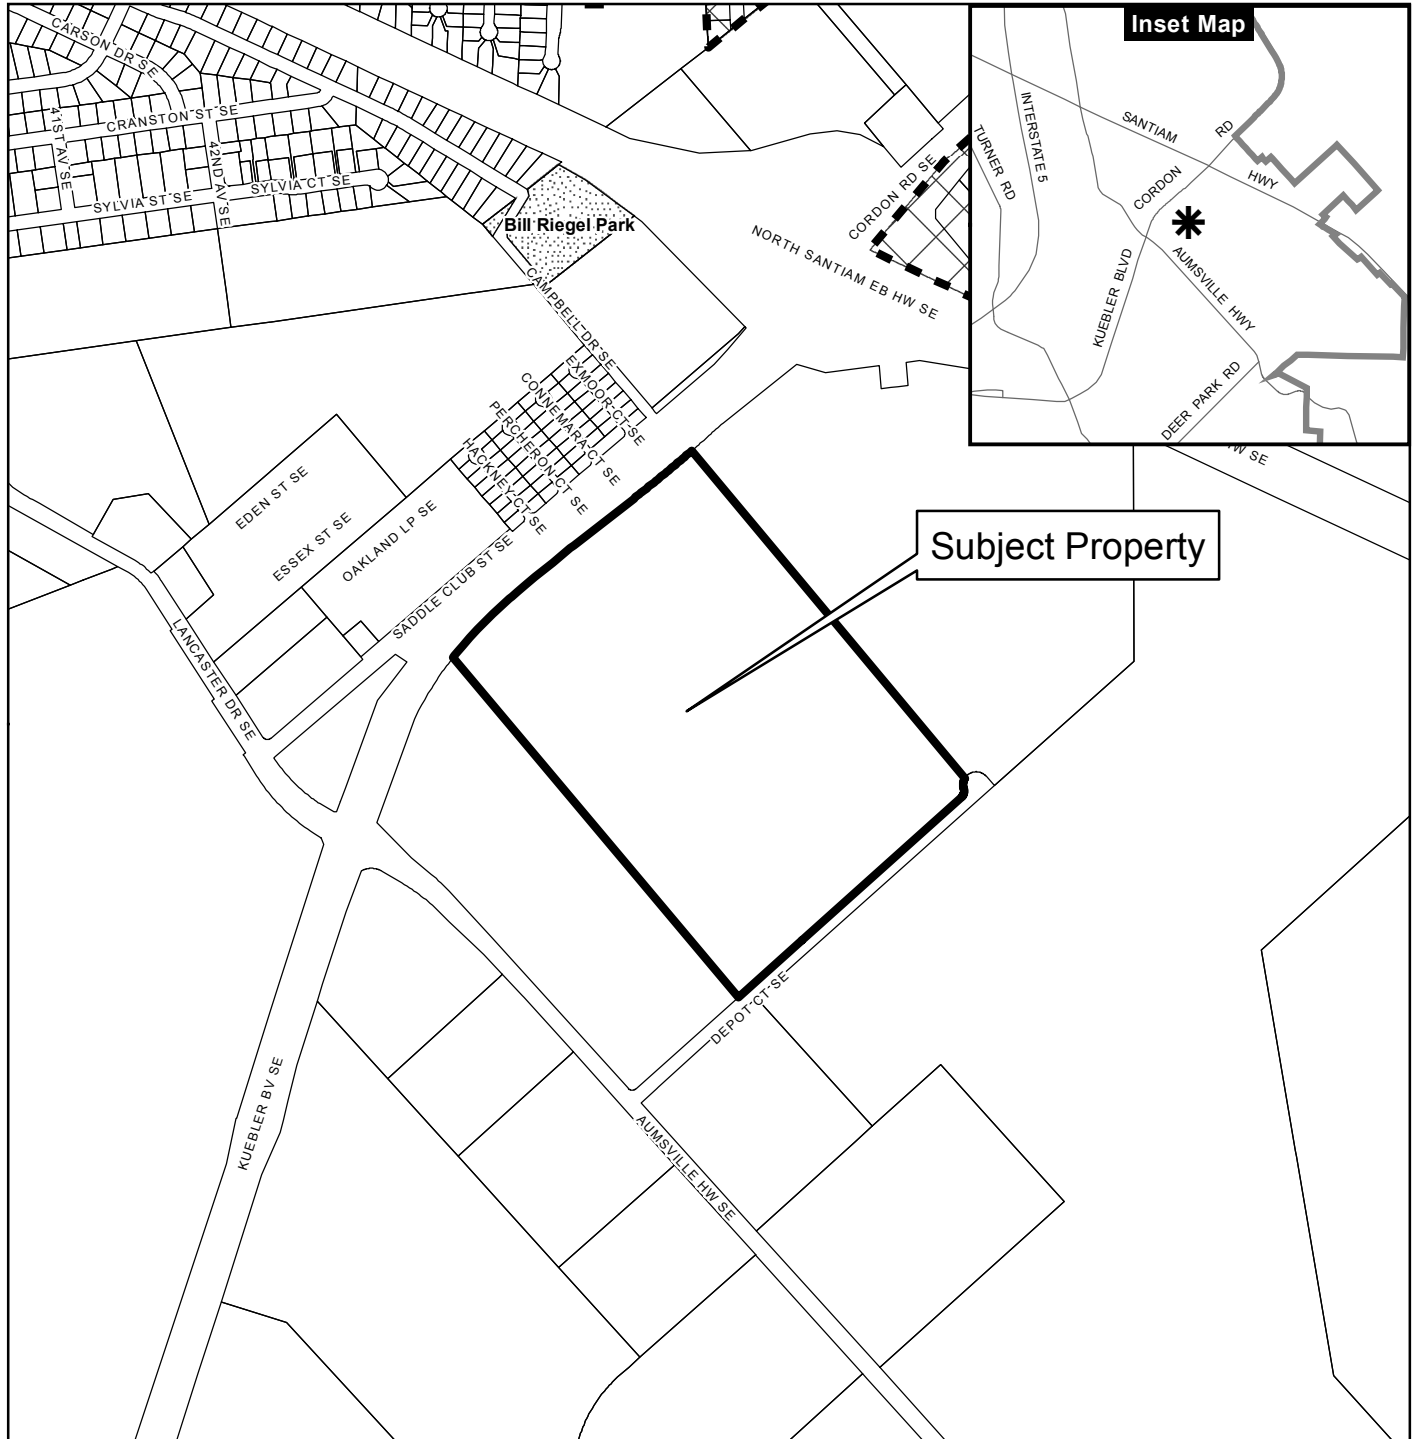 Inset Map
CARSON DR SE
CRANSTON ST SE
41ST AV SE
42ND AV SE
SYLVIA CT SE
SYLVIA ST SE
Bill Riegel Park
CORDON RD SE
NORTH SANTIAM EB HW SE
CAMPBELL DR SE
EXMOOR CT SE
CONNEMARA CT SE
PERCHERON CT SE
HACKNEY CT SE
INTERSTATE 5
TURNER RD
SANTIAM
HWY
CORDON
RD
KUEBLER BLVD
AUMSVILLE HWY
DEER PARK RD
W SE
EDEN ST SE
ESSEX ST SE
OAKLAND LP SE
SADDLE CLUB ST SE
Subject Property
LANCASTER DR SE
DEPOT CT SE
KUEBLER BV SE
AUMSVILLE HW SE